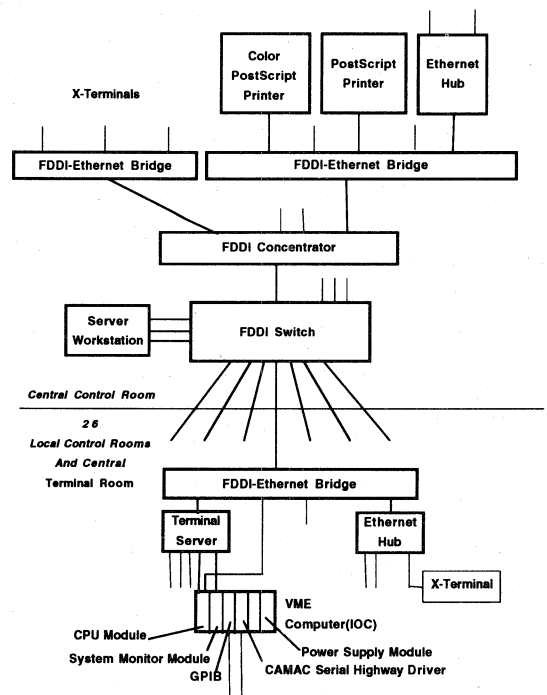 Color
PostScript
Printer
PostScript
Printer
Ethernet
Hub
X-Terminals
FDDI-Ethernet Bridge
FDDI-Ethernet Bridge
FDDI Concentrator
Server
Workstation
FDDI Switch
Central Control Room
26
Local Control Rooms
And Central
Terminal Room
FDDI-Ethernet Bridge
Terminal
Server
Ethernet
Hub
X-Terminal
VME
Computer(IOC)
CPU Module
Power Supply Module
System Monitor Module
CAMAC Serial Highway Driver
GPIB